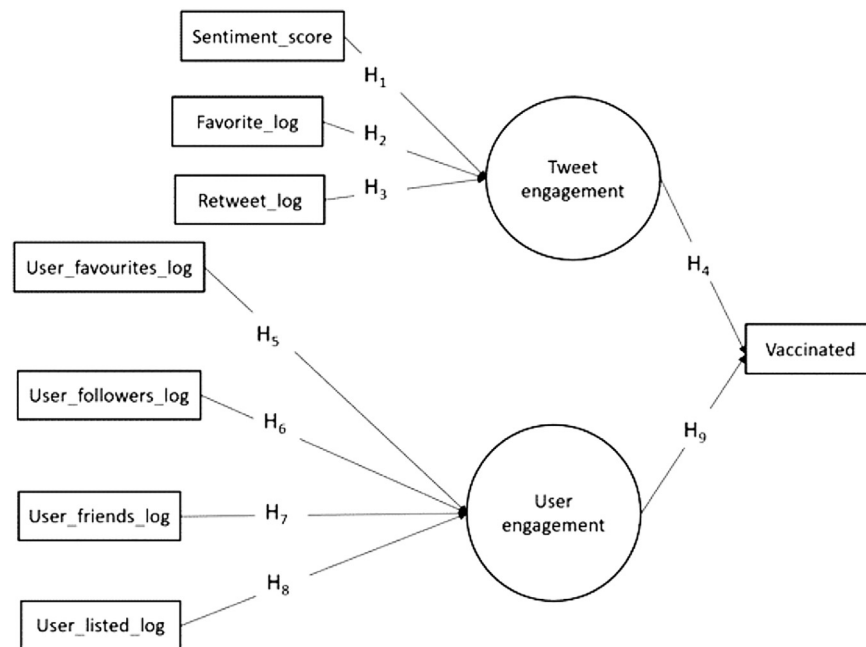 Sentiment_score
H₁
Favorite_log
H₂
Retweet_log
H₃
Tweet
engagement
User_favourites_log
H₄
H₅
Vaccinated
User_followers_log
H₆
H₉
User_friends_log
H₇
User
engagement
H₈
User_listed_log